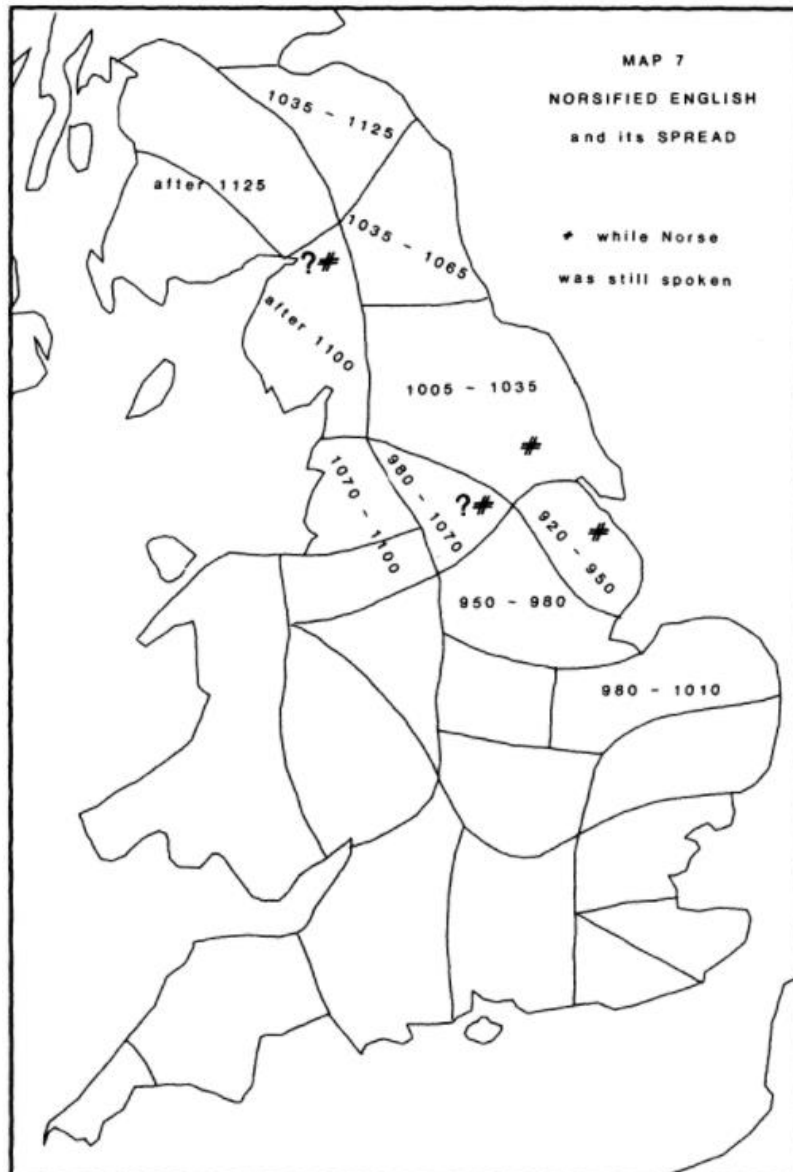 MAP 7
NORSIFIED ENGLISH
and its SPREAD
# while Norse
was still spoken
1035 - 1125
after 1125
1035 - 1065
?#
after 1100
1005 - 1035
#
1070 - 1100
980 - 1070
?#
920 - 950
#
950 - 980
980 - 1010